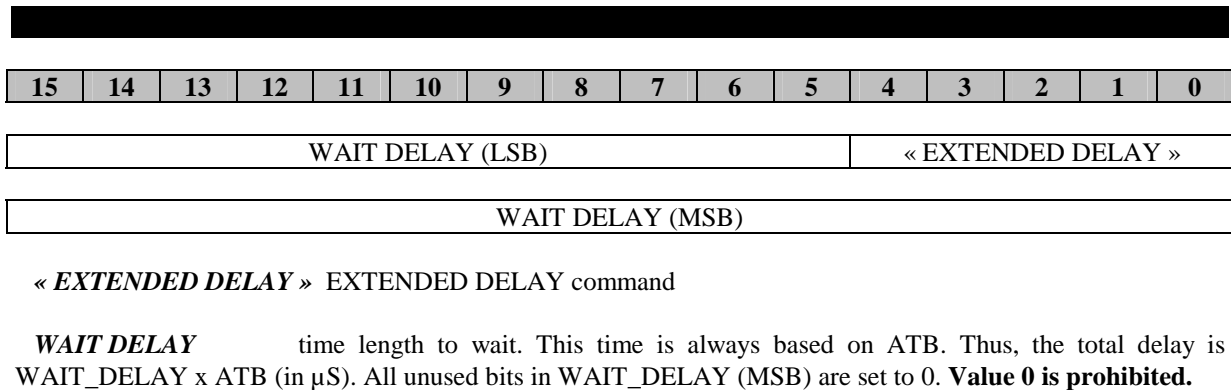 15 14 13 12 11 10 9 8 7 6 5 4 3 2 1 0
WAIT DELAY (LSB) « EXTENDED DELAY »
WAIT DELAY (MSB)
« EXTENDED DELAY » EXTENDED DELAY command
WAIT DELAY time length to wait. This time is always based on ATB. Thus, the total delay is
WAIT_DELAY x ATB (in µS). All unused bits in WAIT_DELAY (MSB) are set to 0. Value 0 is prohibited.